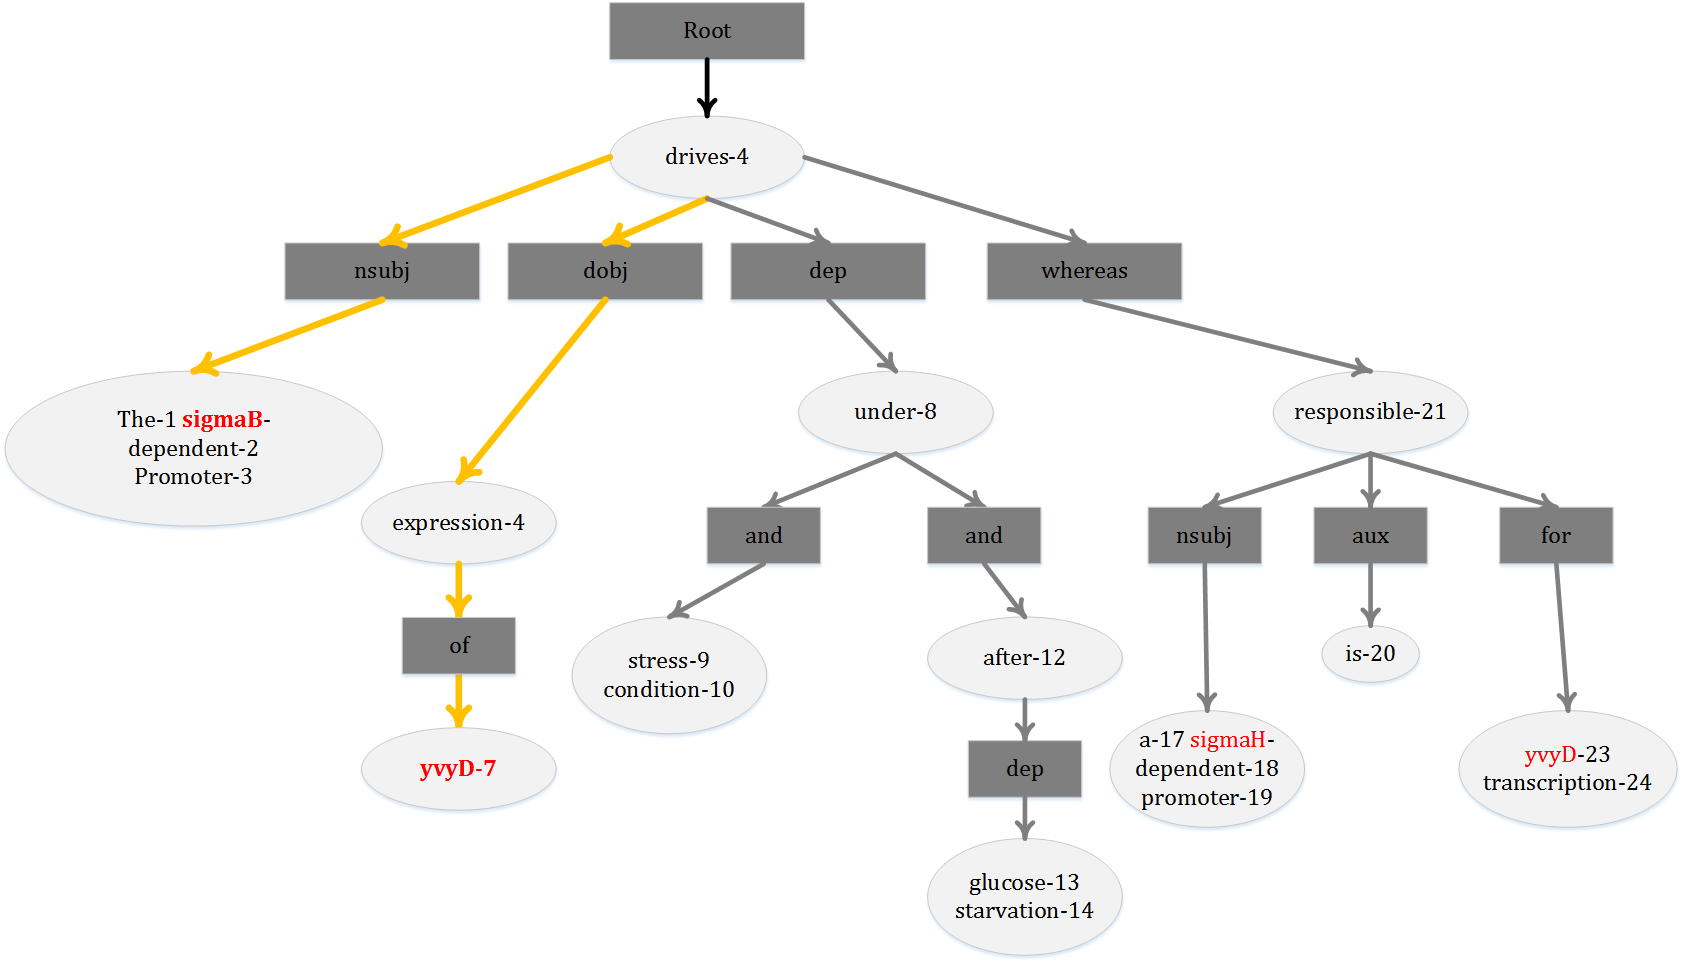 Root
drives-4
nsubj
dobj
dep
whereas
The-1 sigmaB-
dependent-2
Promoter-3
under-8
responsible-21
expression-4
and
and
nsubj
aux
for
of
stress-9
condition-10
after-12
is-20
yvyD-7
dep
a-17 sigmaH-
dependent-18
promoter-19
yvyD-23
transcription-24
glucose-13
starvation-14